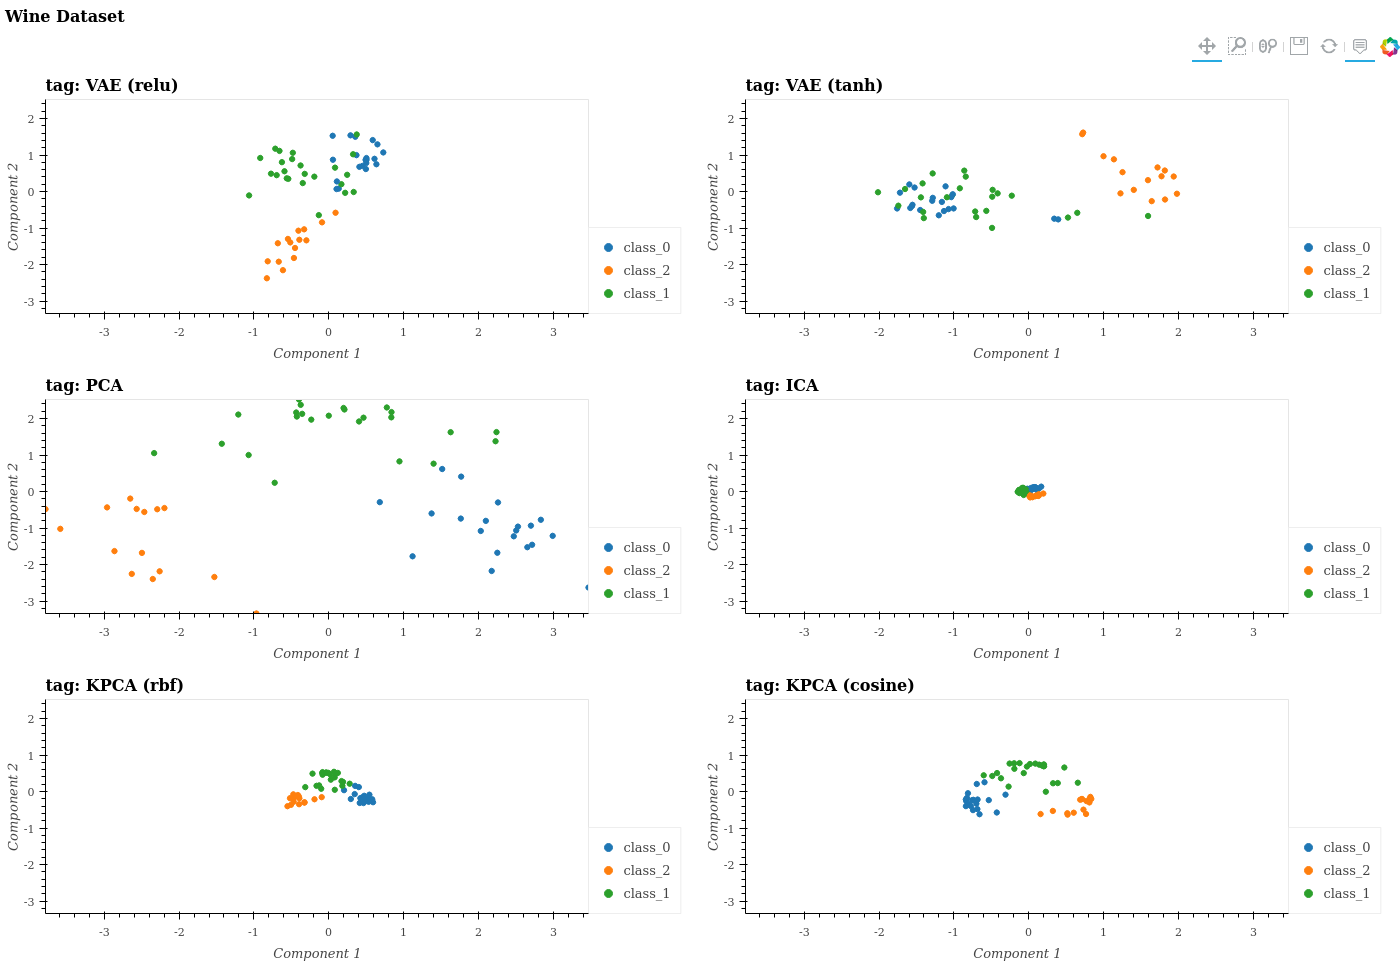 Wine Dataset
tag: VAE (relu)
2
1
0
-1
-2
-3
Component 2
-3 -2 -1 0 1 2 3
Component 1
class_0
class_2
class_1
tag: VAE (tanh)
2
1
0
-1
-2
-3
Component 2
-3 -2 -1 0 1 2 3
Component 1
class_0
class_2
class_1
tag: PCA
2
1
0
-1
-2
-3
Component 2
-3 -2 -1 0 1 2 3
Component 1
class_0
class_2
class_1
tag: ICA
2
1
0
-1
-2
-3
Component 2
-3 -2 -1 0 1 2 3
Component 1
class_0
class_2
class_1
tag: KPCA (rbf)
2
1
0
-1
-2
-3
Component 2
-3 -2 -1 0 1 2 3
Component 1
class_0
class_2
class_1
tag: KPCA (cosine)
2
1
0
-1
-2
-3
Component 2
-3 -2 -1 0 1 2 3
Component 1
class_0
class_2
class_1